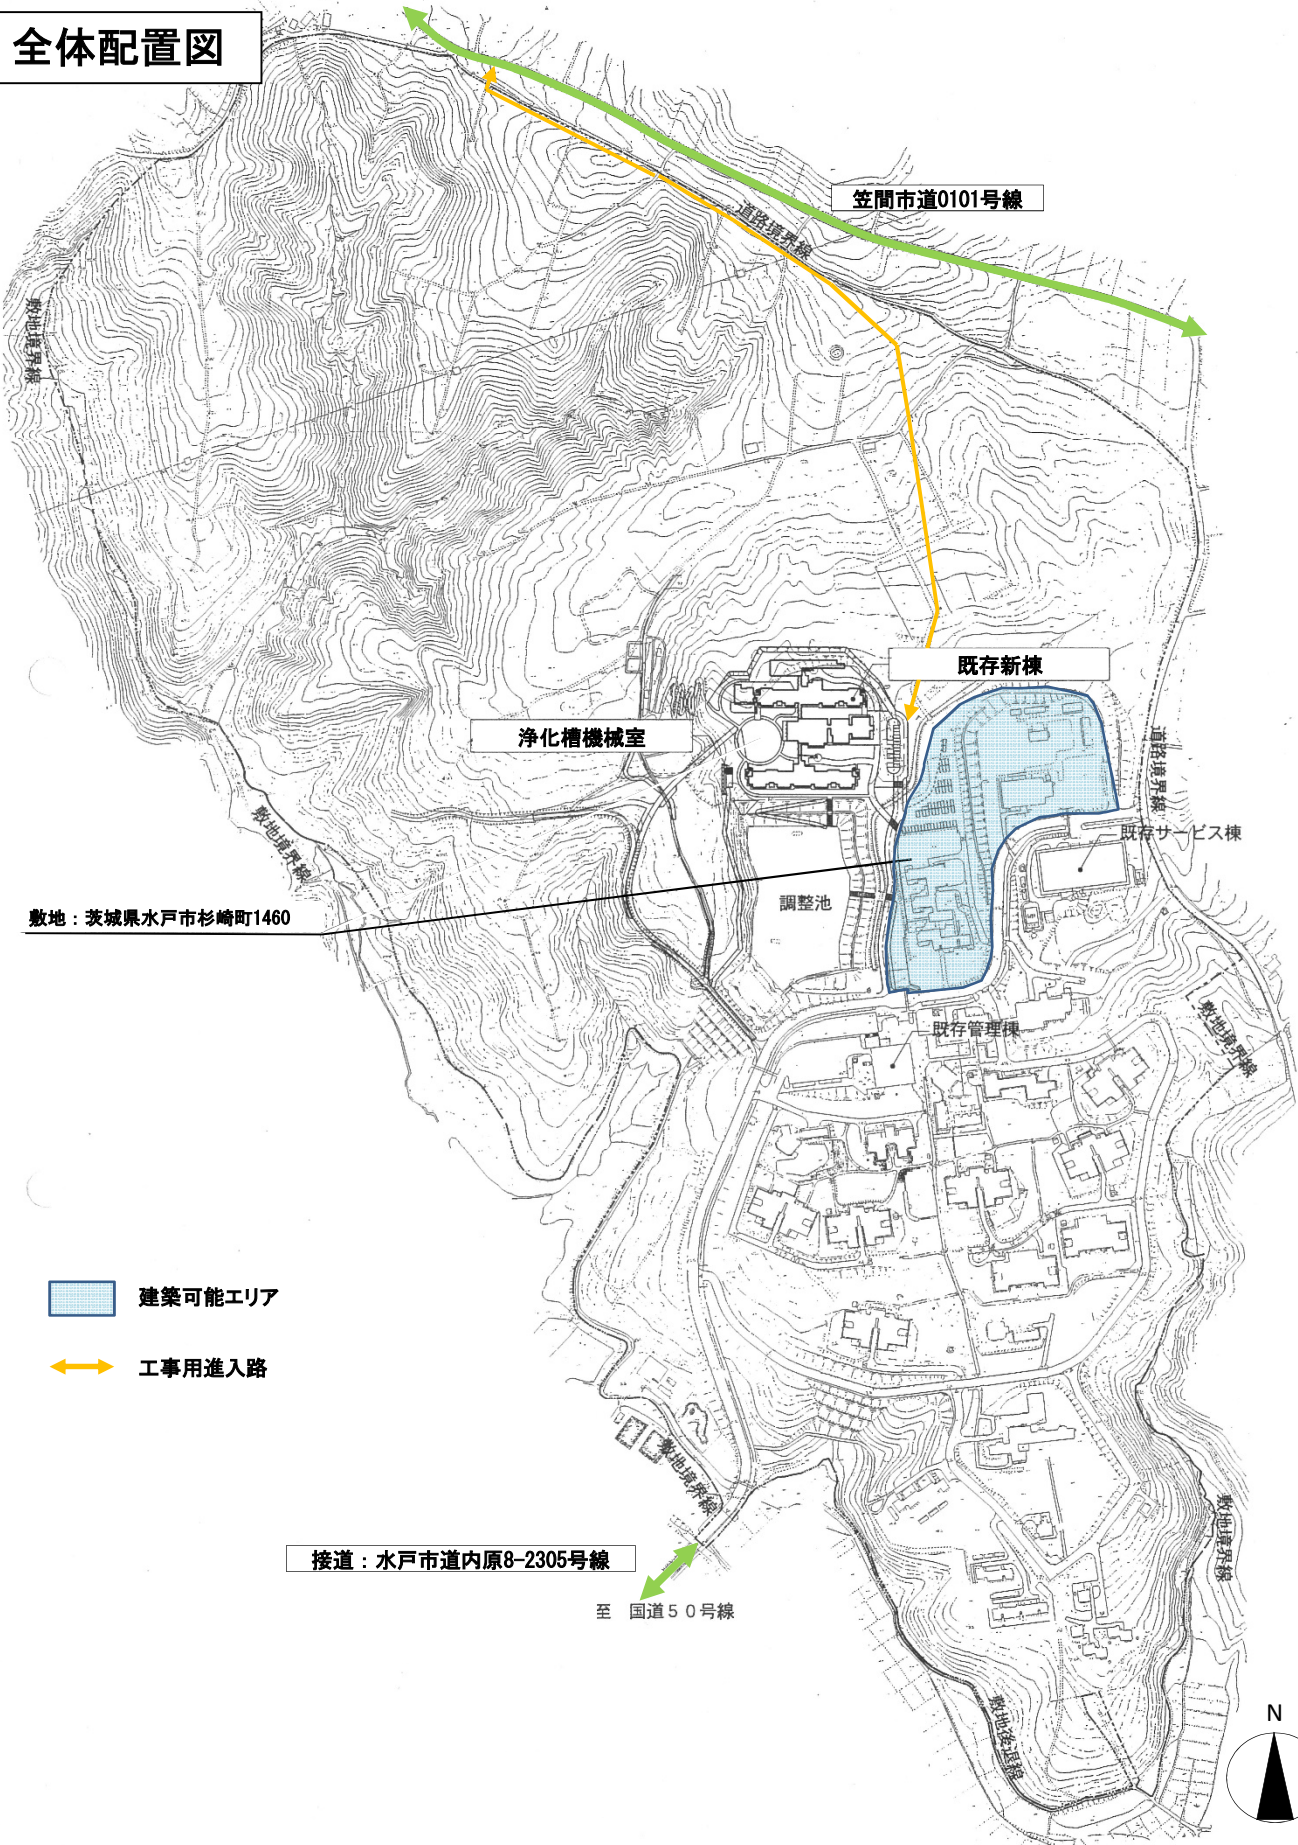 全体配置図
笠間市道0101号線
道路境界線
敷地境界線
既存新棟
浄化槽機械室
道路境界線
既存サービス棟
敷地境界線
調整池
敷地：茨城県水戸市杉崎町1460
既存管理棟
敷地境界線
建築可能エリア
工事用進入路
敷地境界線
敷地境界線
接道：水戸市道内原8-2305号線
至　国道５０号線
敷地後退線
N